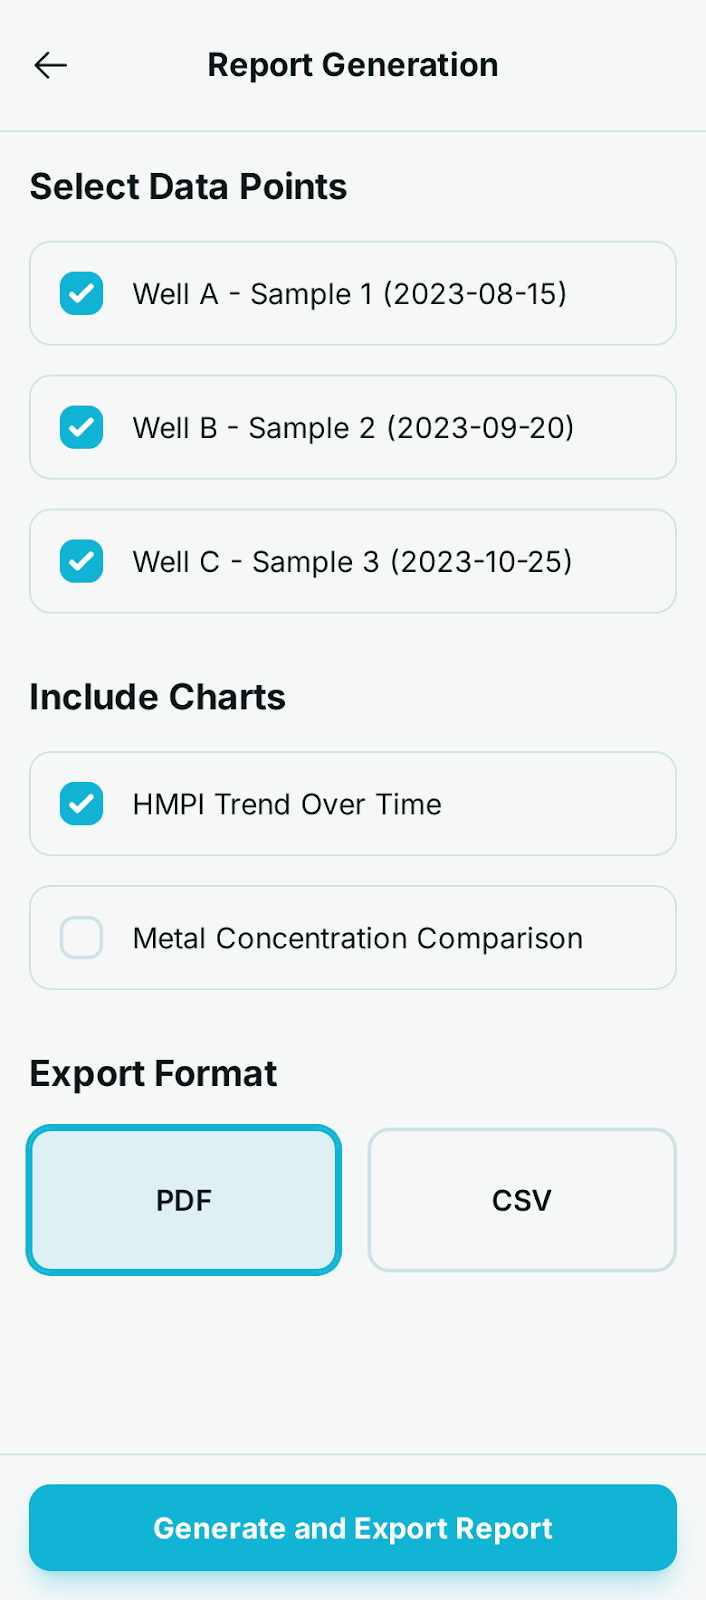 Report Generation
Select Data Points
Well A - Sample 1 (2023-08-15)
Well B - Sample 2 (2023-09-20)
Well C - Sample 3 (2023-10-25)
Include Charts
HMPI Trend Over Time
Metal Concentration Comparison
Export Format
PDF
CSV
Generate and Export Report